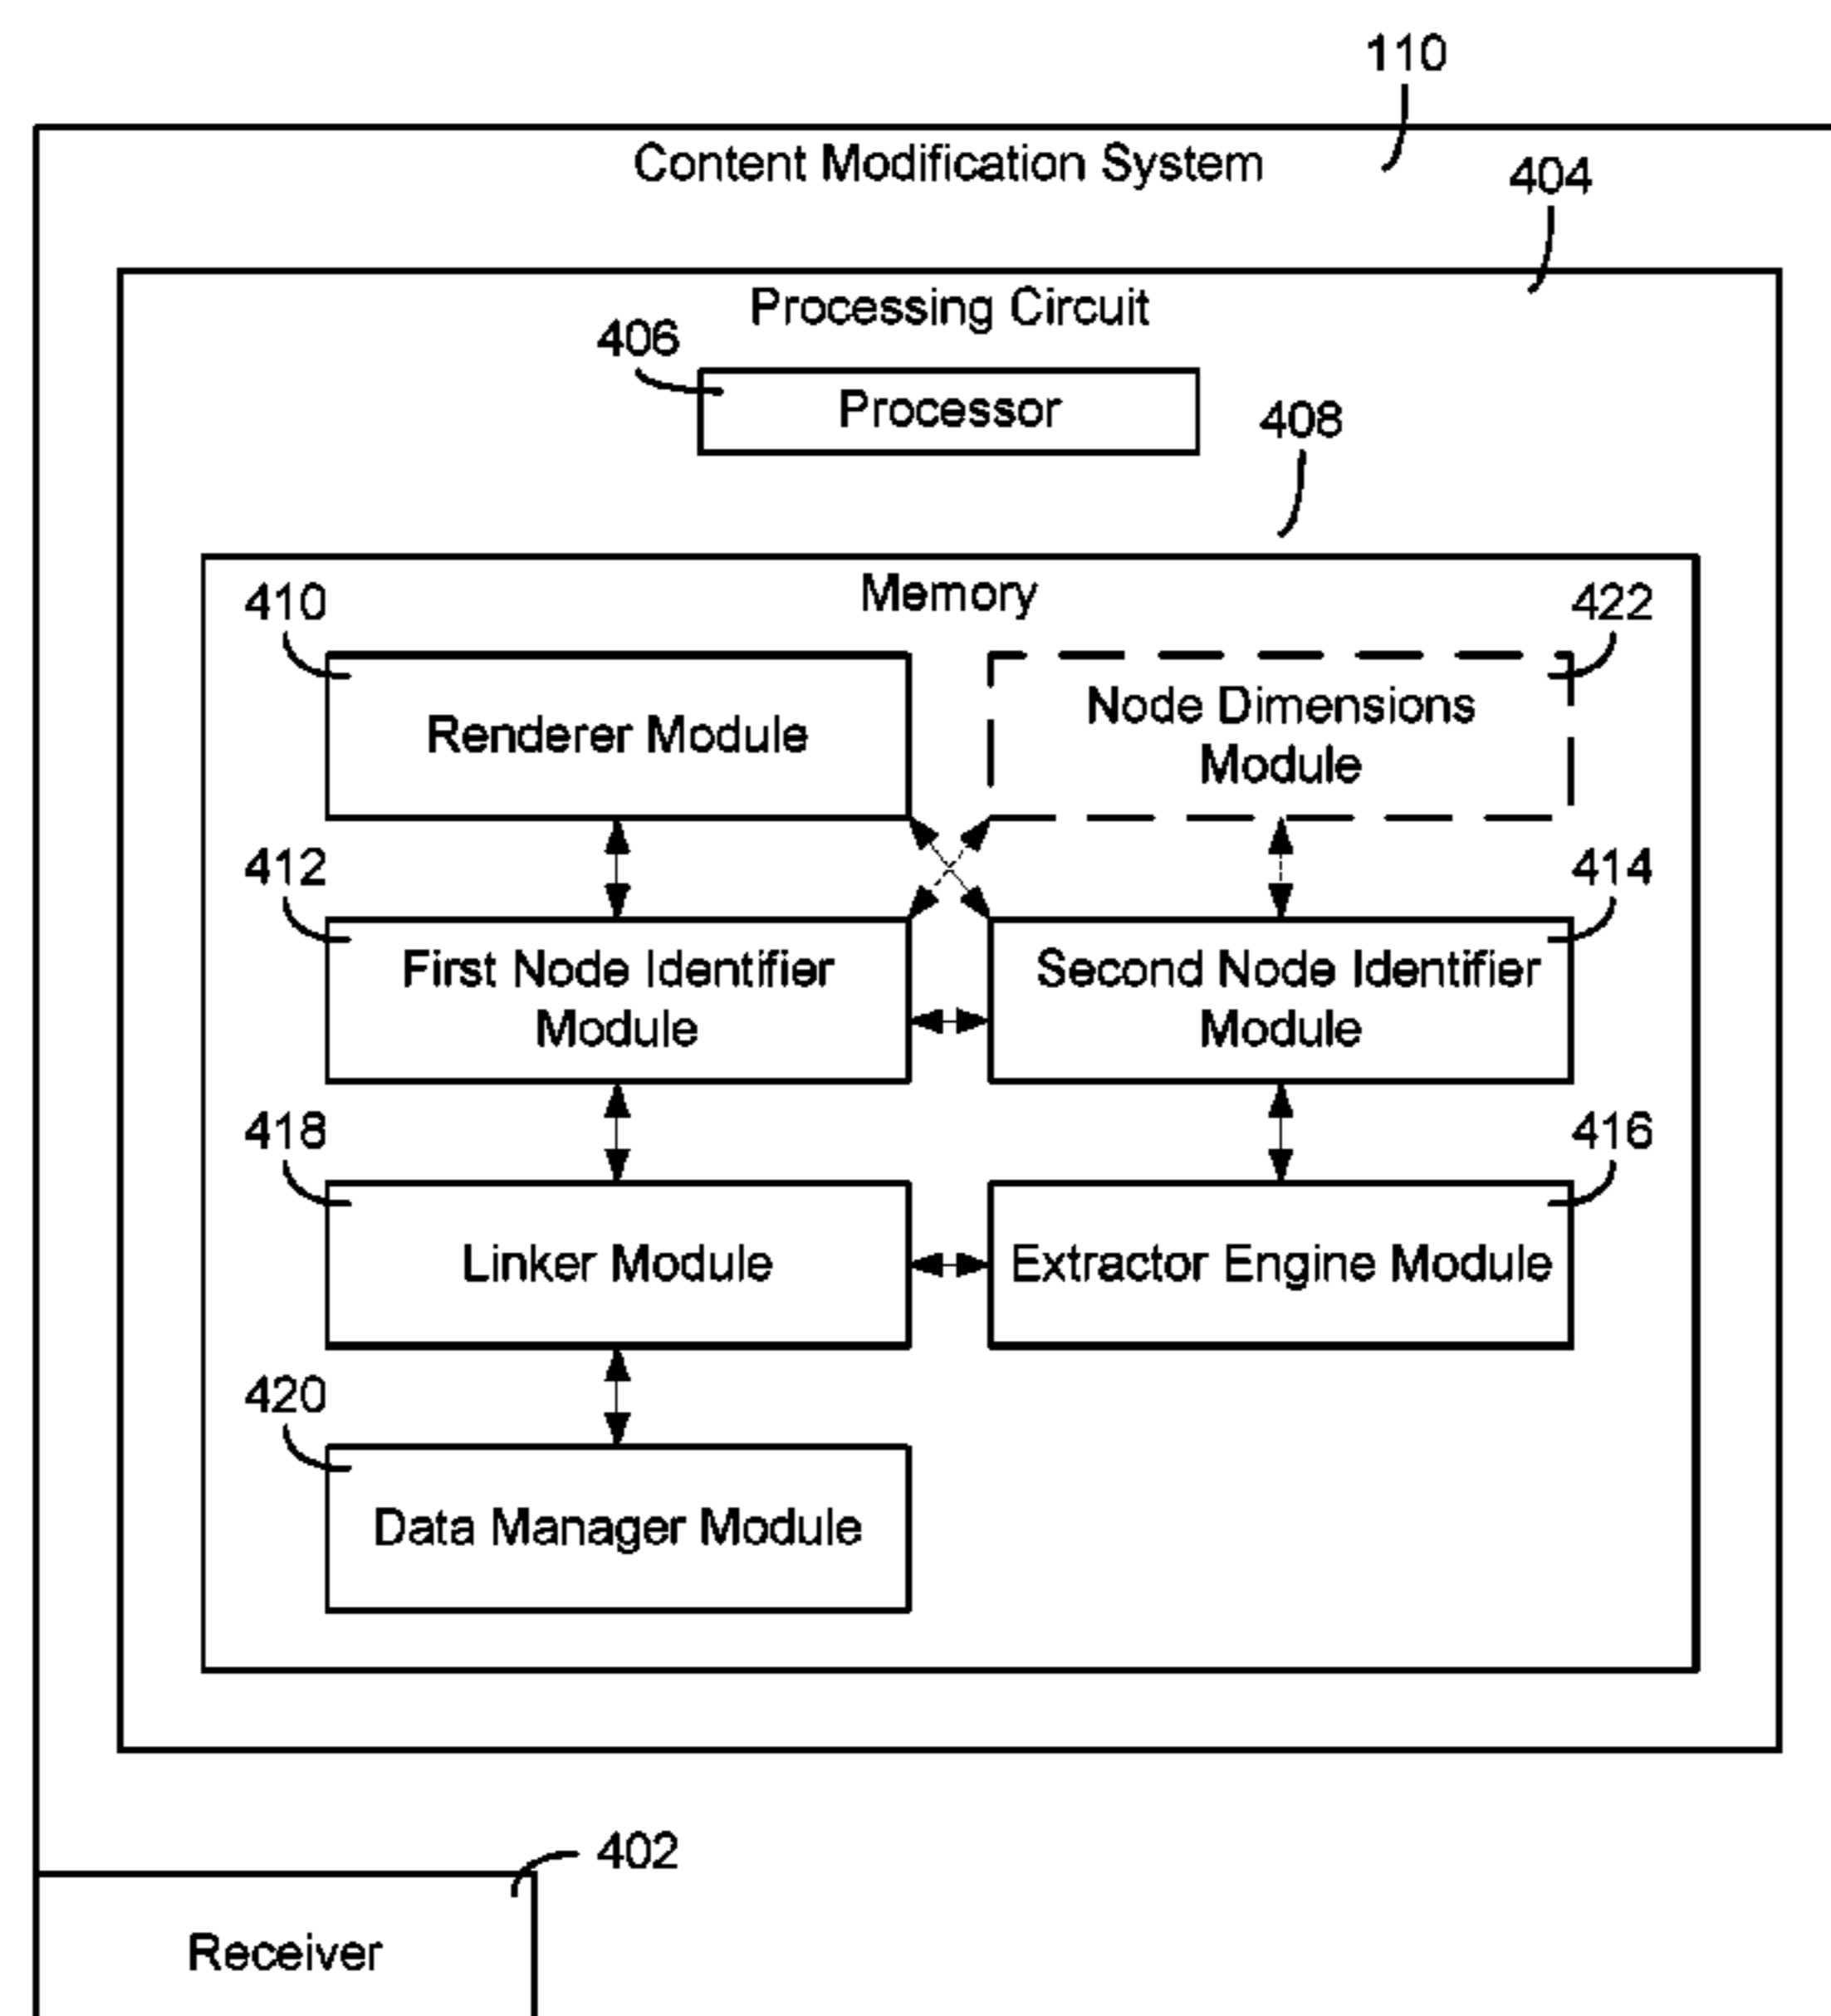 110
Content Modification System
404
Processing Circuit
406
Processor
408
Memory
410
422
Renderer Module
Node Dimensions
Module
412
414
First Node Identifier
Module
Second Node Identifier
Module
418
416
Linker Module
Extractor Engine Module
420
Data Manager Module
402
Receiver